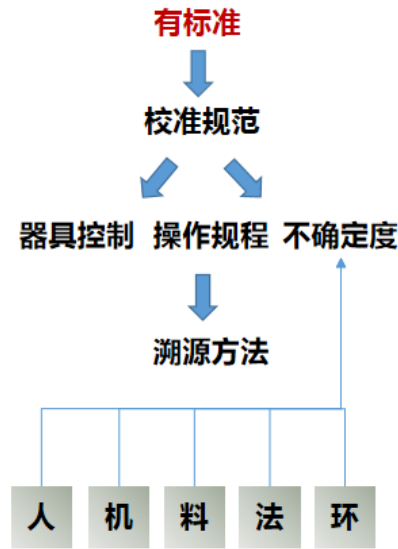 有标准
校准规范
器具控制 操作规程 不确定度
溯源方法
人 机 料 法 环